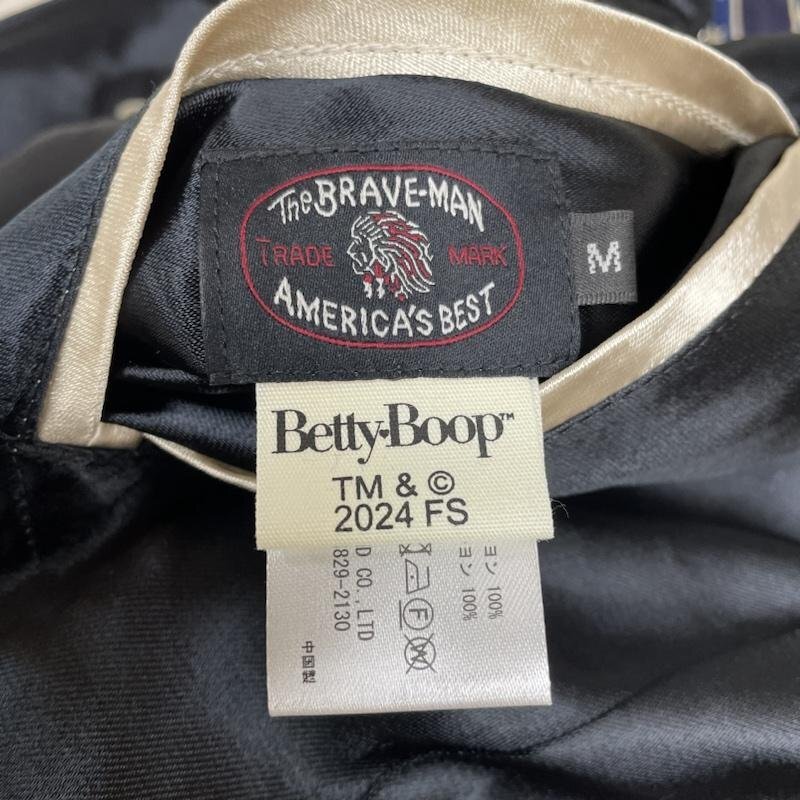 The BRAVE-MAN
TRADE MARK
AMERICA'S BEST
M
Betty Boop™
TM & ©
2024 FS
ヨン 100%
ヨン 100%
CO.,LTD
829-2130
中国製